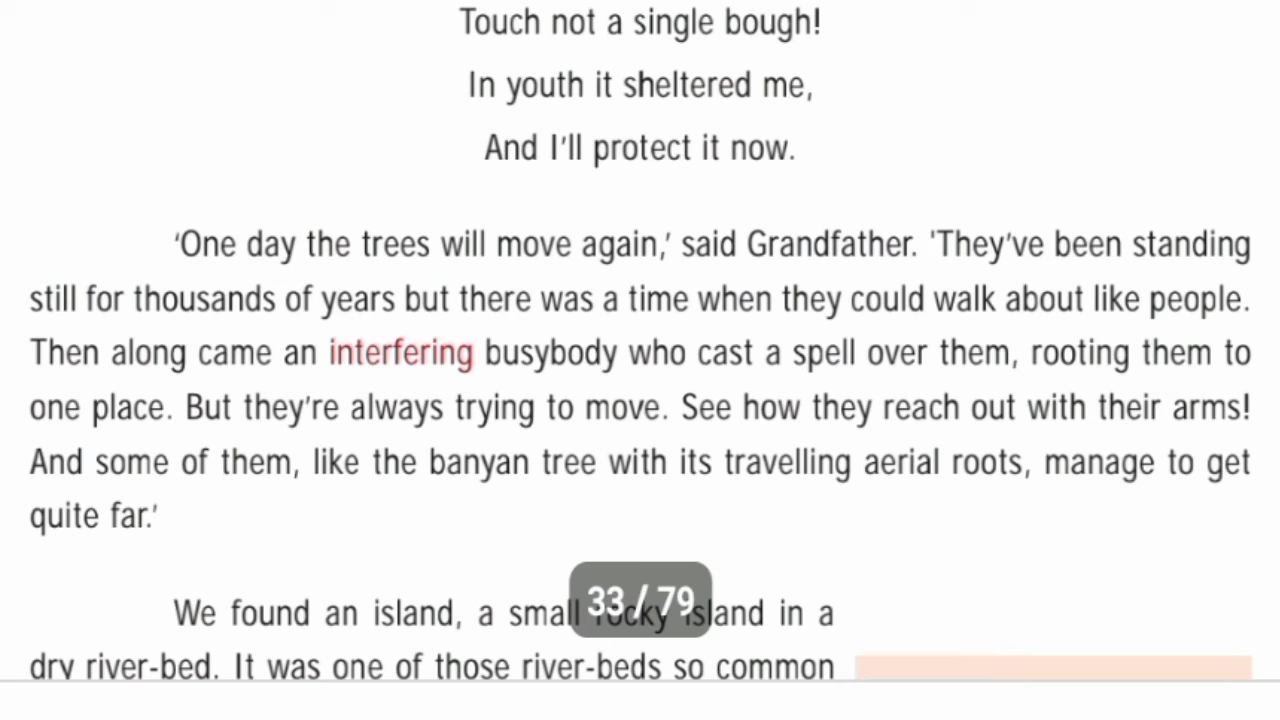 Touch not a single bough!
In youth it sheltered me,
And I'll protect it now.
'One day the trees will move again,' said Grandfather. 'They've been standing
still for thousands of years but there was a time when they could walk about like people.
Then along came an interfering busybody who cast a spell over them, rooting them to
one place. But they're always trying to move. See how they reach out with their arms!
And some of them, like the banyan tree with its travelling aerial roots, manage to get
quite far.'
We found an island, a small rocky island in a
33 / 79
dry river-bed. It was one of those river-beds so common